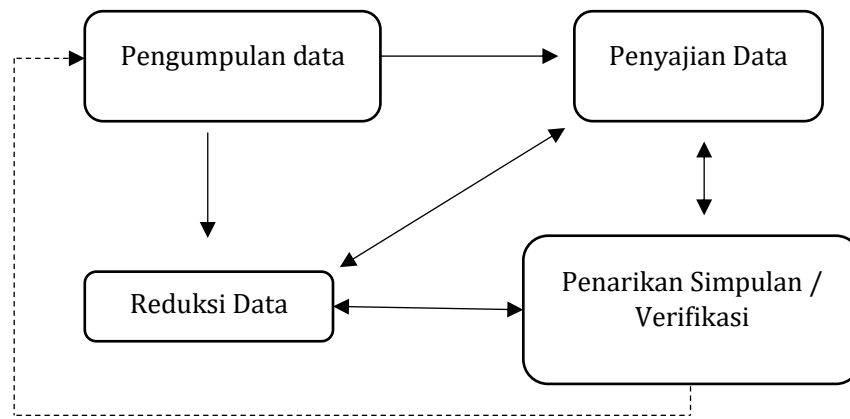 Pengumpulan data
Penyajian Data
Reduksi Data
Penarikan Simpulan /
Verifikasi